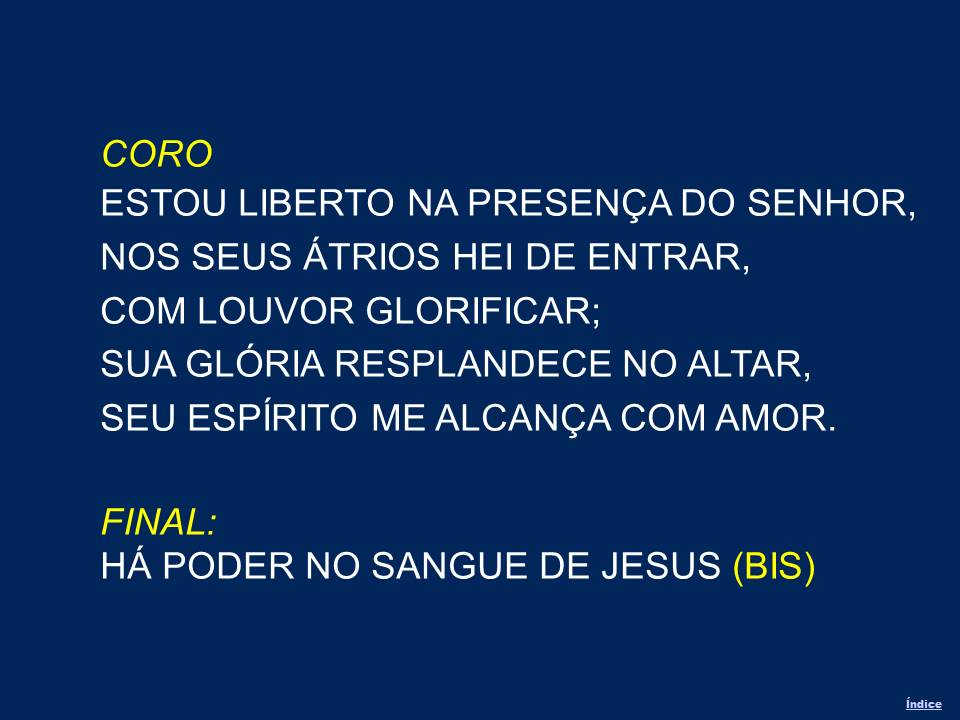 CORO
ESTOU LIBERTO NA PRESENÇA DO SENHOR,
NOS SEUS ÁTRIOS HEI DE ENTRAR,
COM LOUVOR GLORIFICAR;
SUA GLÓRIA RESPLANDECE NO ALTAR,
SEU ESPÍRITO ME ALCANÇA COM AMOR.
FINAL:
HÁ PODER NO SANGUE DE JESUS (BIS)
Índice